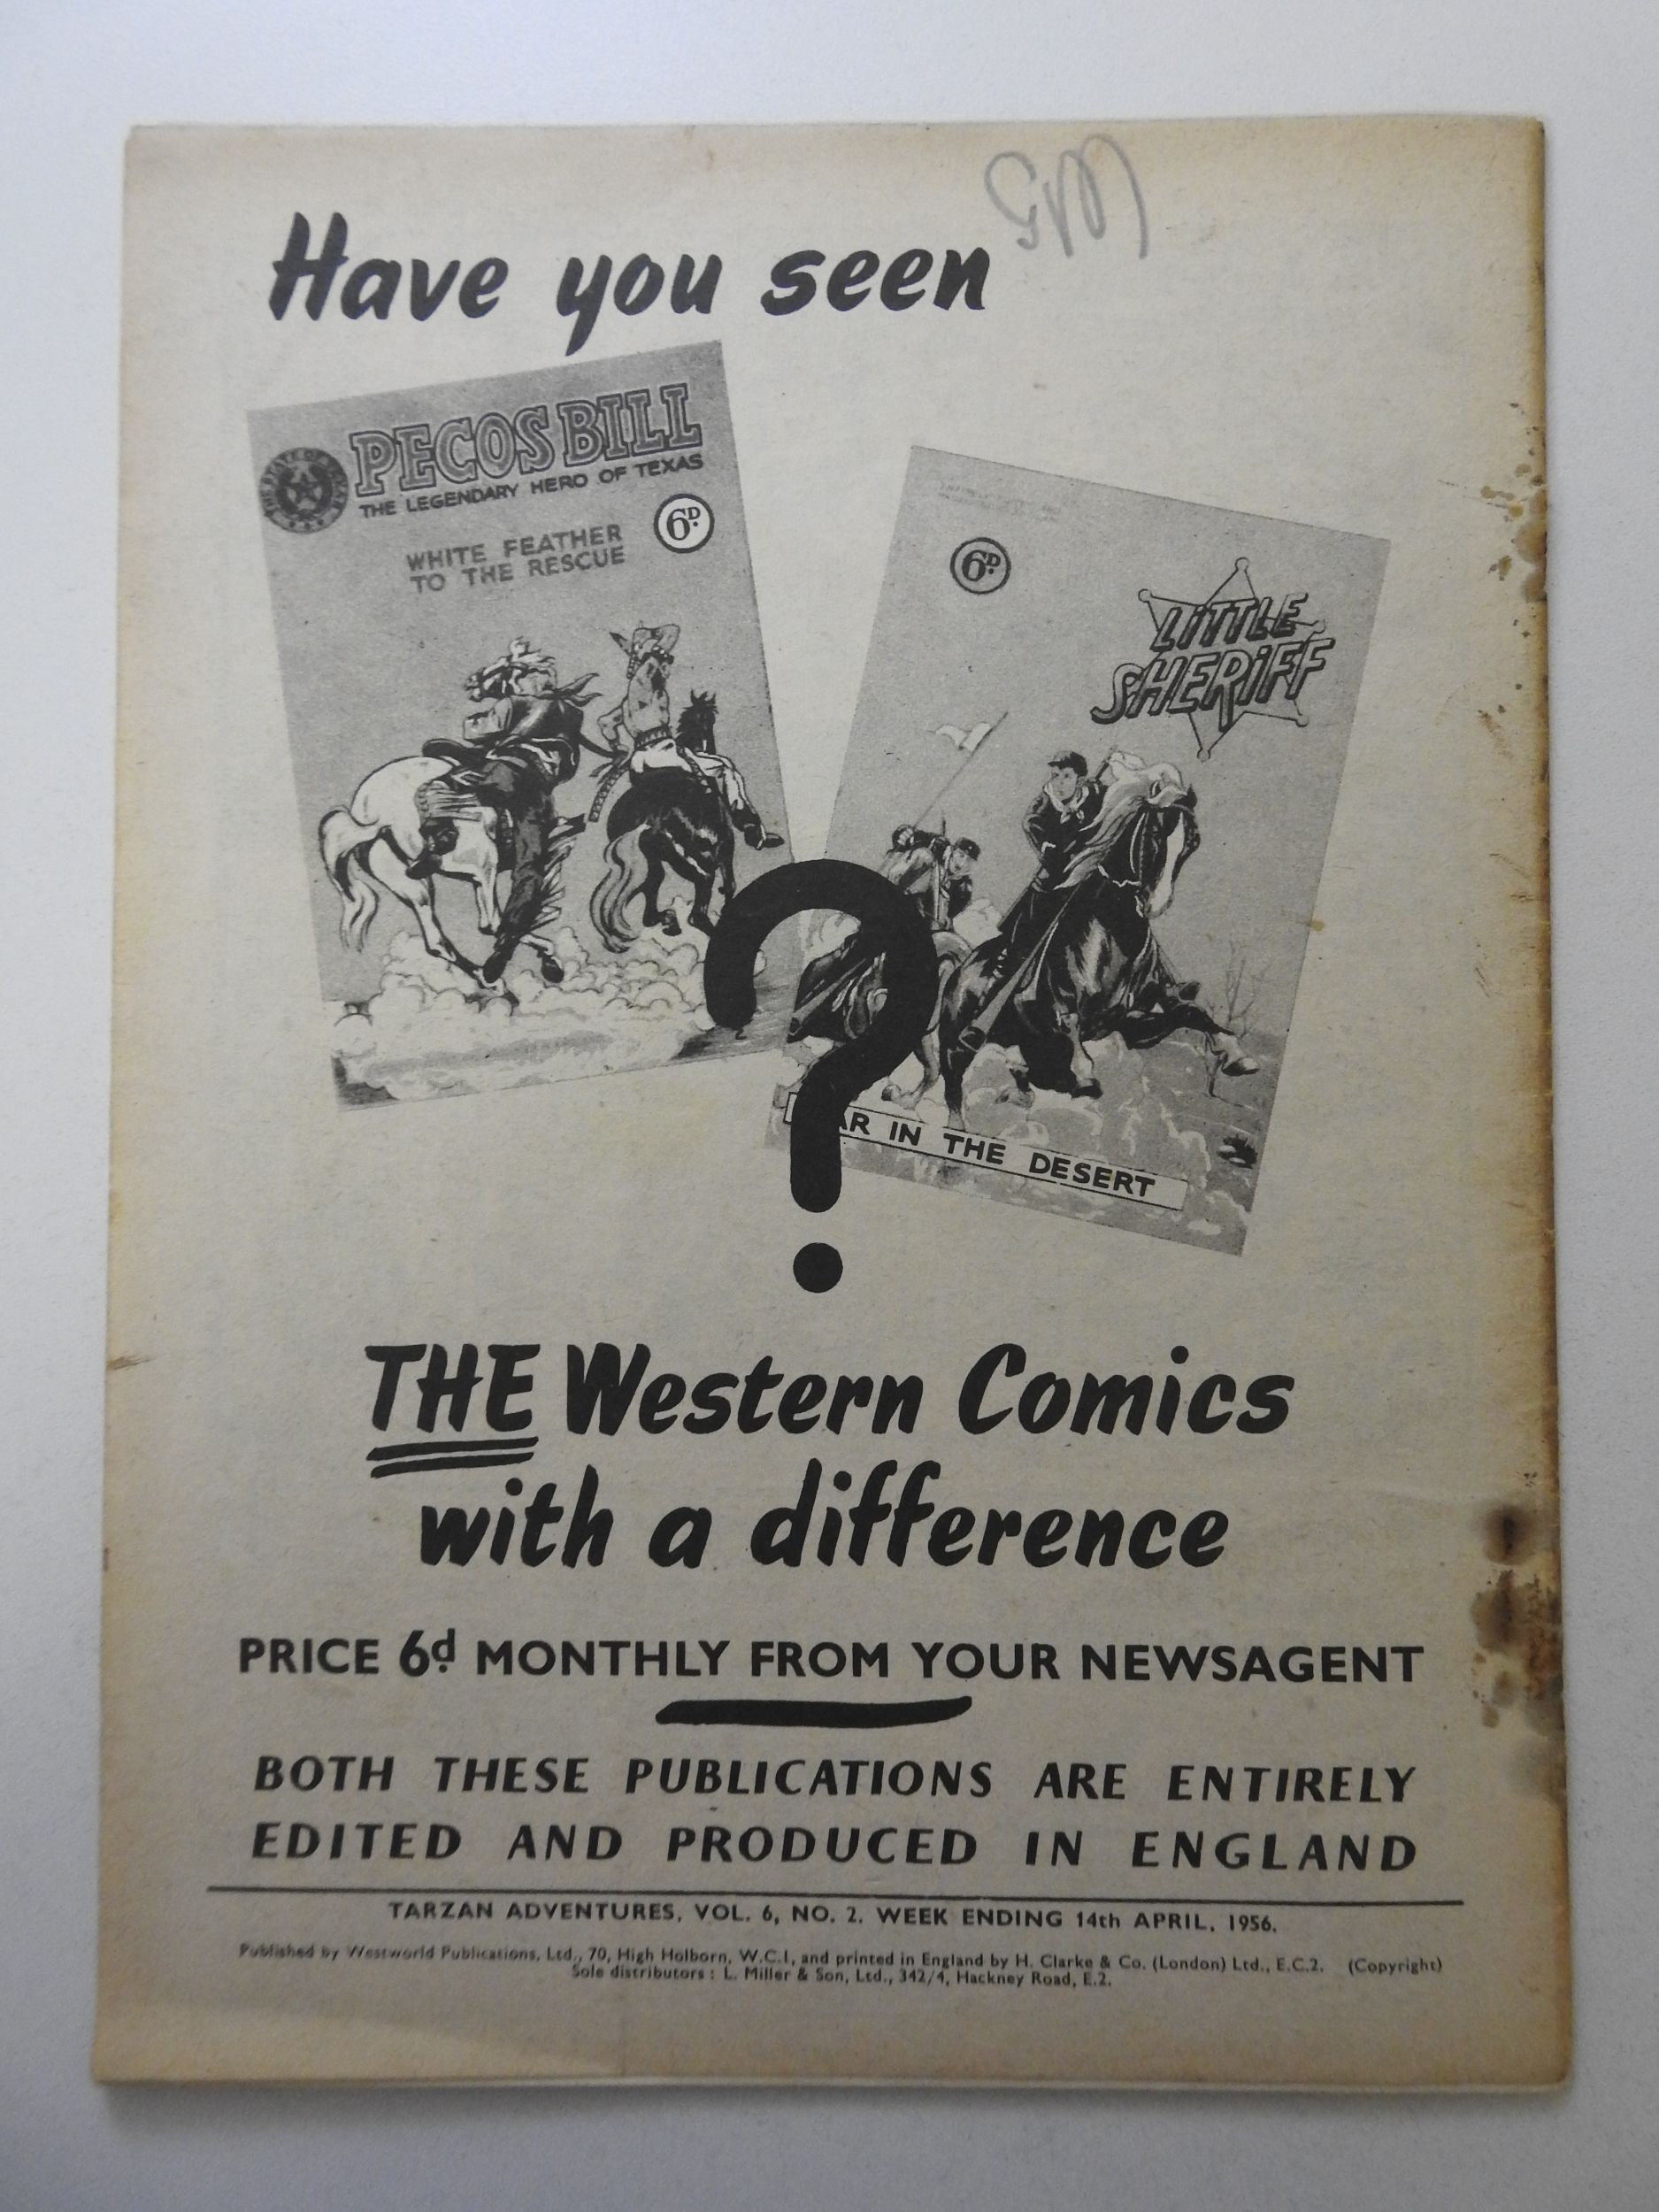 Have you seen
PECOS BILL
THE LEGENDARY HERO OF TEXAS
6D.
WHITE FEATHER
TO THE RESCUE
6D.
LITTLE
SHERIFF
AR IN THE DESERT
?
THE Western Comics
with a difference
PRICE 6d. MONTHLY FROM YOUR NEWSAGENT
BOTH THESE PUBLICATIONS ARE ENTIRELY
EDITED AND PRODUCED IN ENGLAND
TARZAN ADVENTURES, VOL. 6, NO. 2. WEEK ENDING 14th APRIL, 1956.
Published by Westworld Publications, Ltd., 70, High Holborn, W.C.1, and printed in England by H. Clarke & Co. (London) Ltd., E.C.2. (Copyright)
Sole distributors : L. Miller & Son, Ltd., 342/4, Hackney Road, E.2.